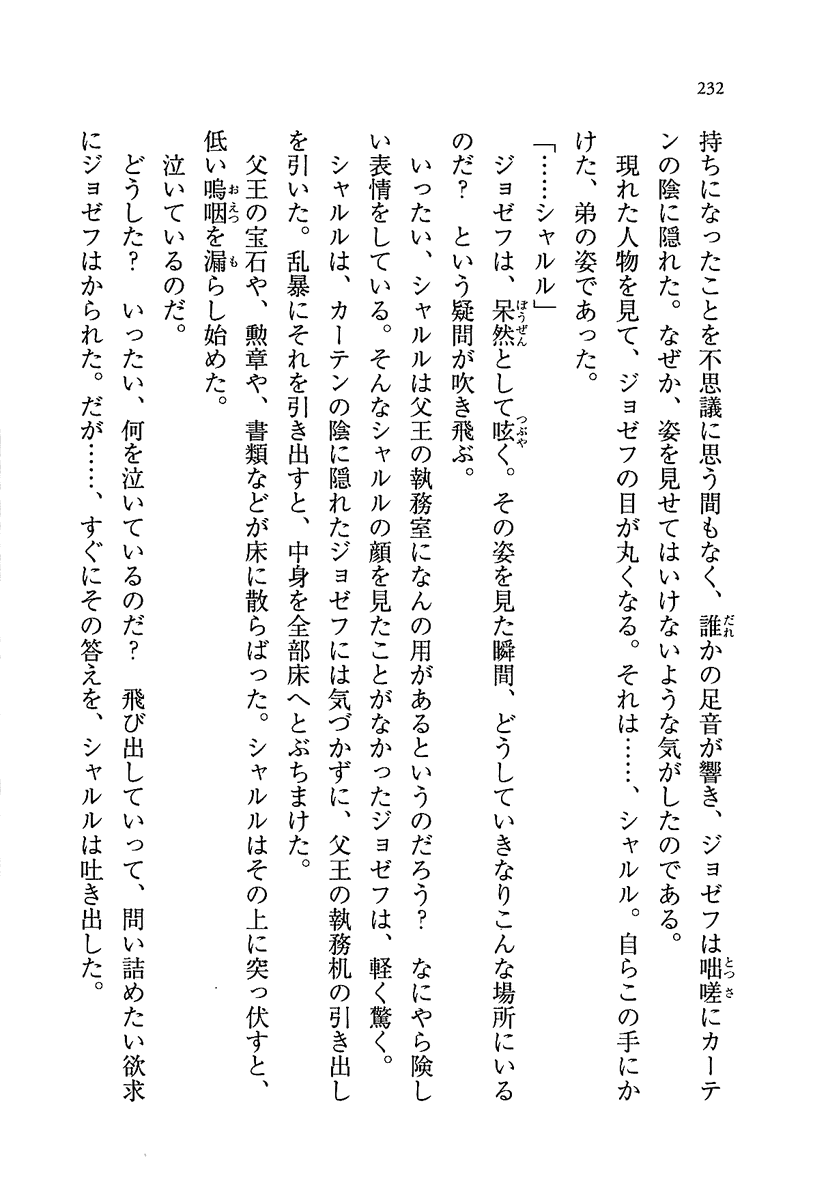 232
持ちになったことを不思議に思う間もなく、誰かの足音が響き、ジョゼフは咄嗟にカーテ
ンの陰に隠れた。なぜか、姿を見せてはいけないような気がしたのである。
現れた人物を見て、ジョゼフの目が丸くなる。それは……、シャルル。自らこの手にか
けた、弟の姿であった。
「……シャルル」
ジョゼフは、呆然として呟く。その姿を見た瞬間、どうしていきなりこんな場所にいる
のだ？　という疑問が吹き飛ぶ。
いったい、シャルルは父王の執務室になんの用があるというのだろう？　なにやら険し
い表情をしている。そんなシャルルの顔を見たことがなかったジョゼフは、軽く驚く。
シャルルは、カーテンの陰に隠れたジョゼフには気づかずに、父王の執務机の引き出し
を引いた。乱暴にそれを引き出すと、中身を全部床へとぶちまけた。
父王の宝石や、勲章や、書類などが床に散らばった。シャルルはその上に突っ伏すと、
低い嗚咽を漏らし始めた。
泣いているのだ。
どうした？　いったい、何を泣いているのだ？　飛び出していって、問い詰めたい欲求
にジョゼフはかられた。だが……、すぐにその答えを、シャルルは吐き出した。